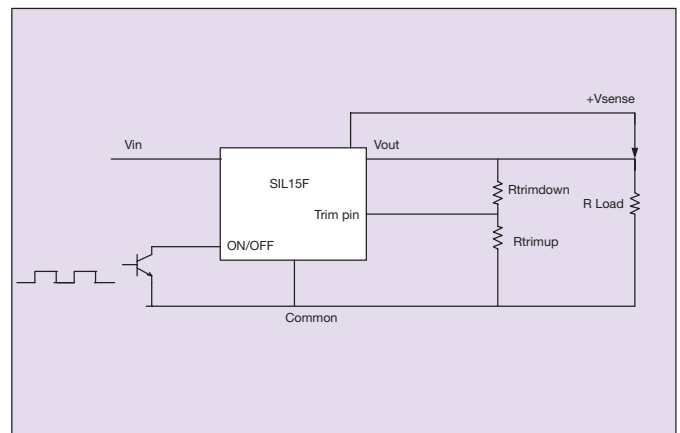 +Vsense
Vin
Vout
SIL15F
Rtrimdown
R Load
Trim pin
Rtrimup
ON/OFF
Common